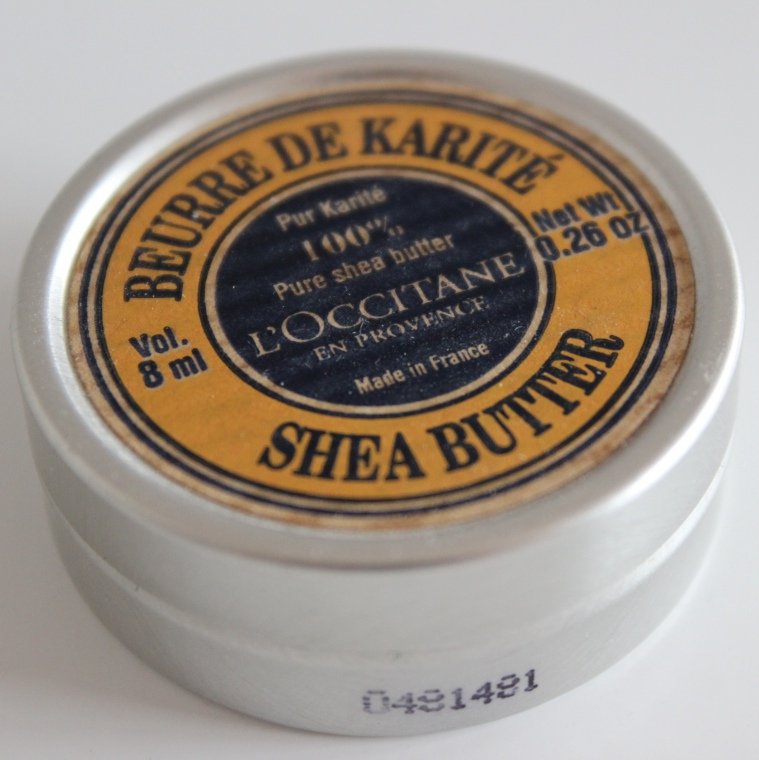 BEURRE DE KARITÉ
Pur Karité
100%
Pure shea butter
L'OCCITANE
EN PROVENCE
Made in France
Vol.
8 ml
Net Wt
0.26 oz
SHEA BUTTER
0481481